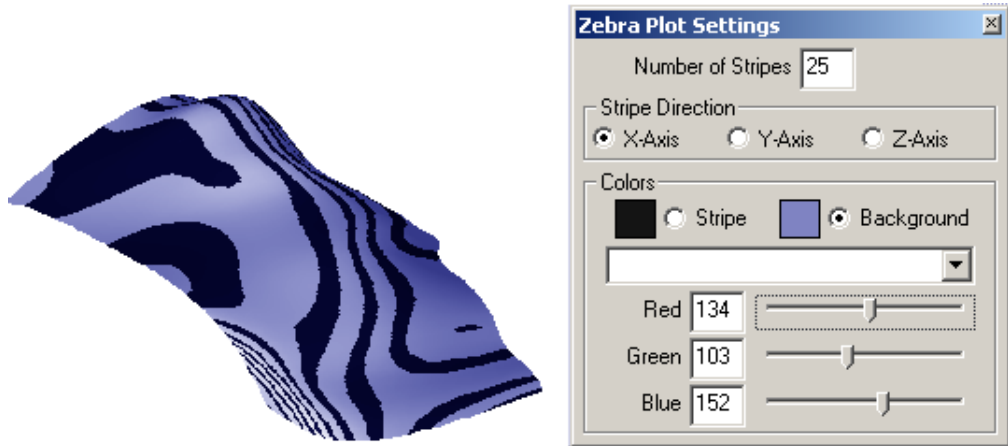 Zebra Plot Settings
Number of Stripes 25
Stripe Direction
X-Axis Y-Axis Z-Axis
Colors
Stripe Background
Red 134
Green 103
Blue 152